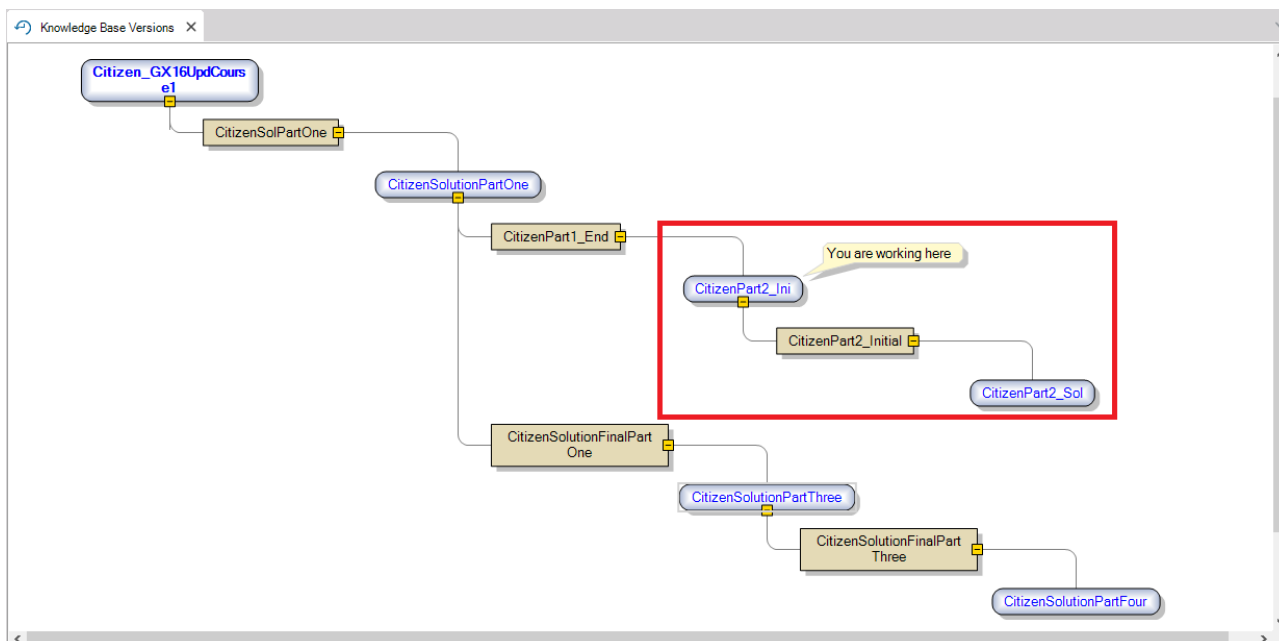 Knowledge Base Versions
Citizen_GX16UpdCours
e1
CitizenSolPartOne
CitizenSolutionPartOne
CitizenPart1_End
You are working here
CitizenPart2_Ini
CitizenPart2_Initial
CitizenPart2_Sol
CitizenSolutionFinalPart
One
CitizenSolutionPartThree
CitizenSolutionFinalPart
Three
CitizenSolutionPartFour